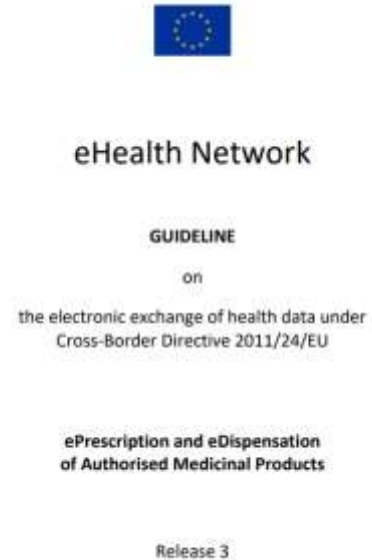 eHealth Network
GUIDELINE
on
the electronic exchange of health data under
Cross-Border Directive 2011/24/EU
ePrescription and eDispensation
of Authorised Medicinal Products
Release 3